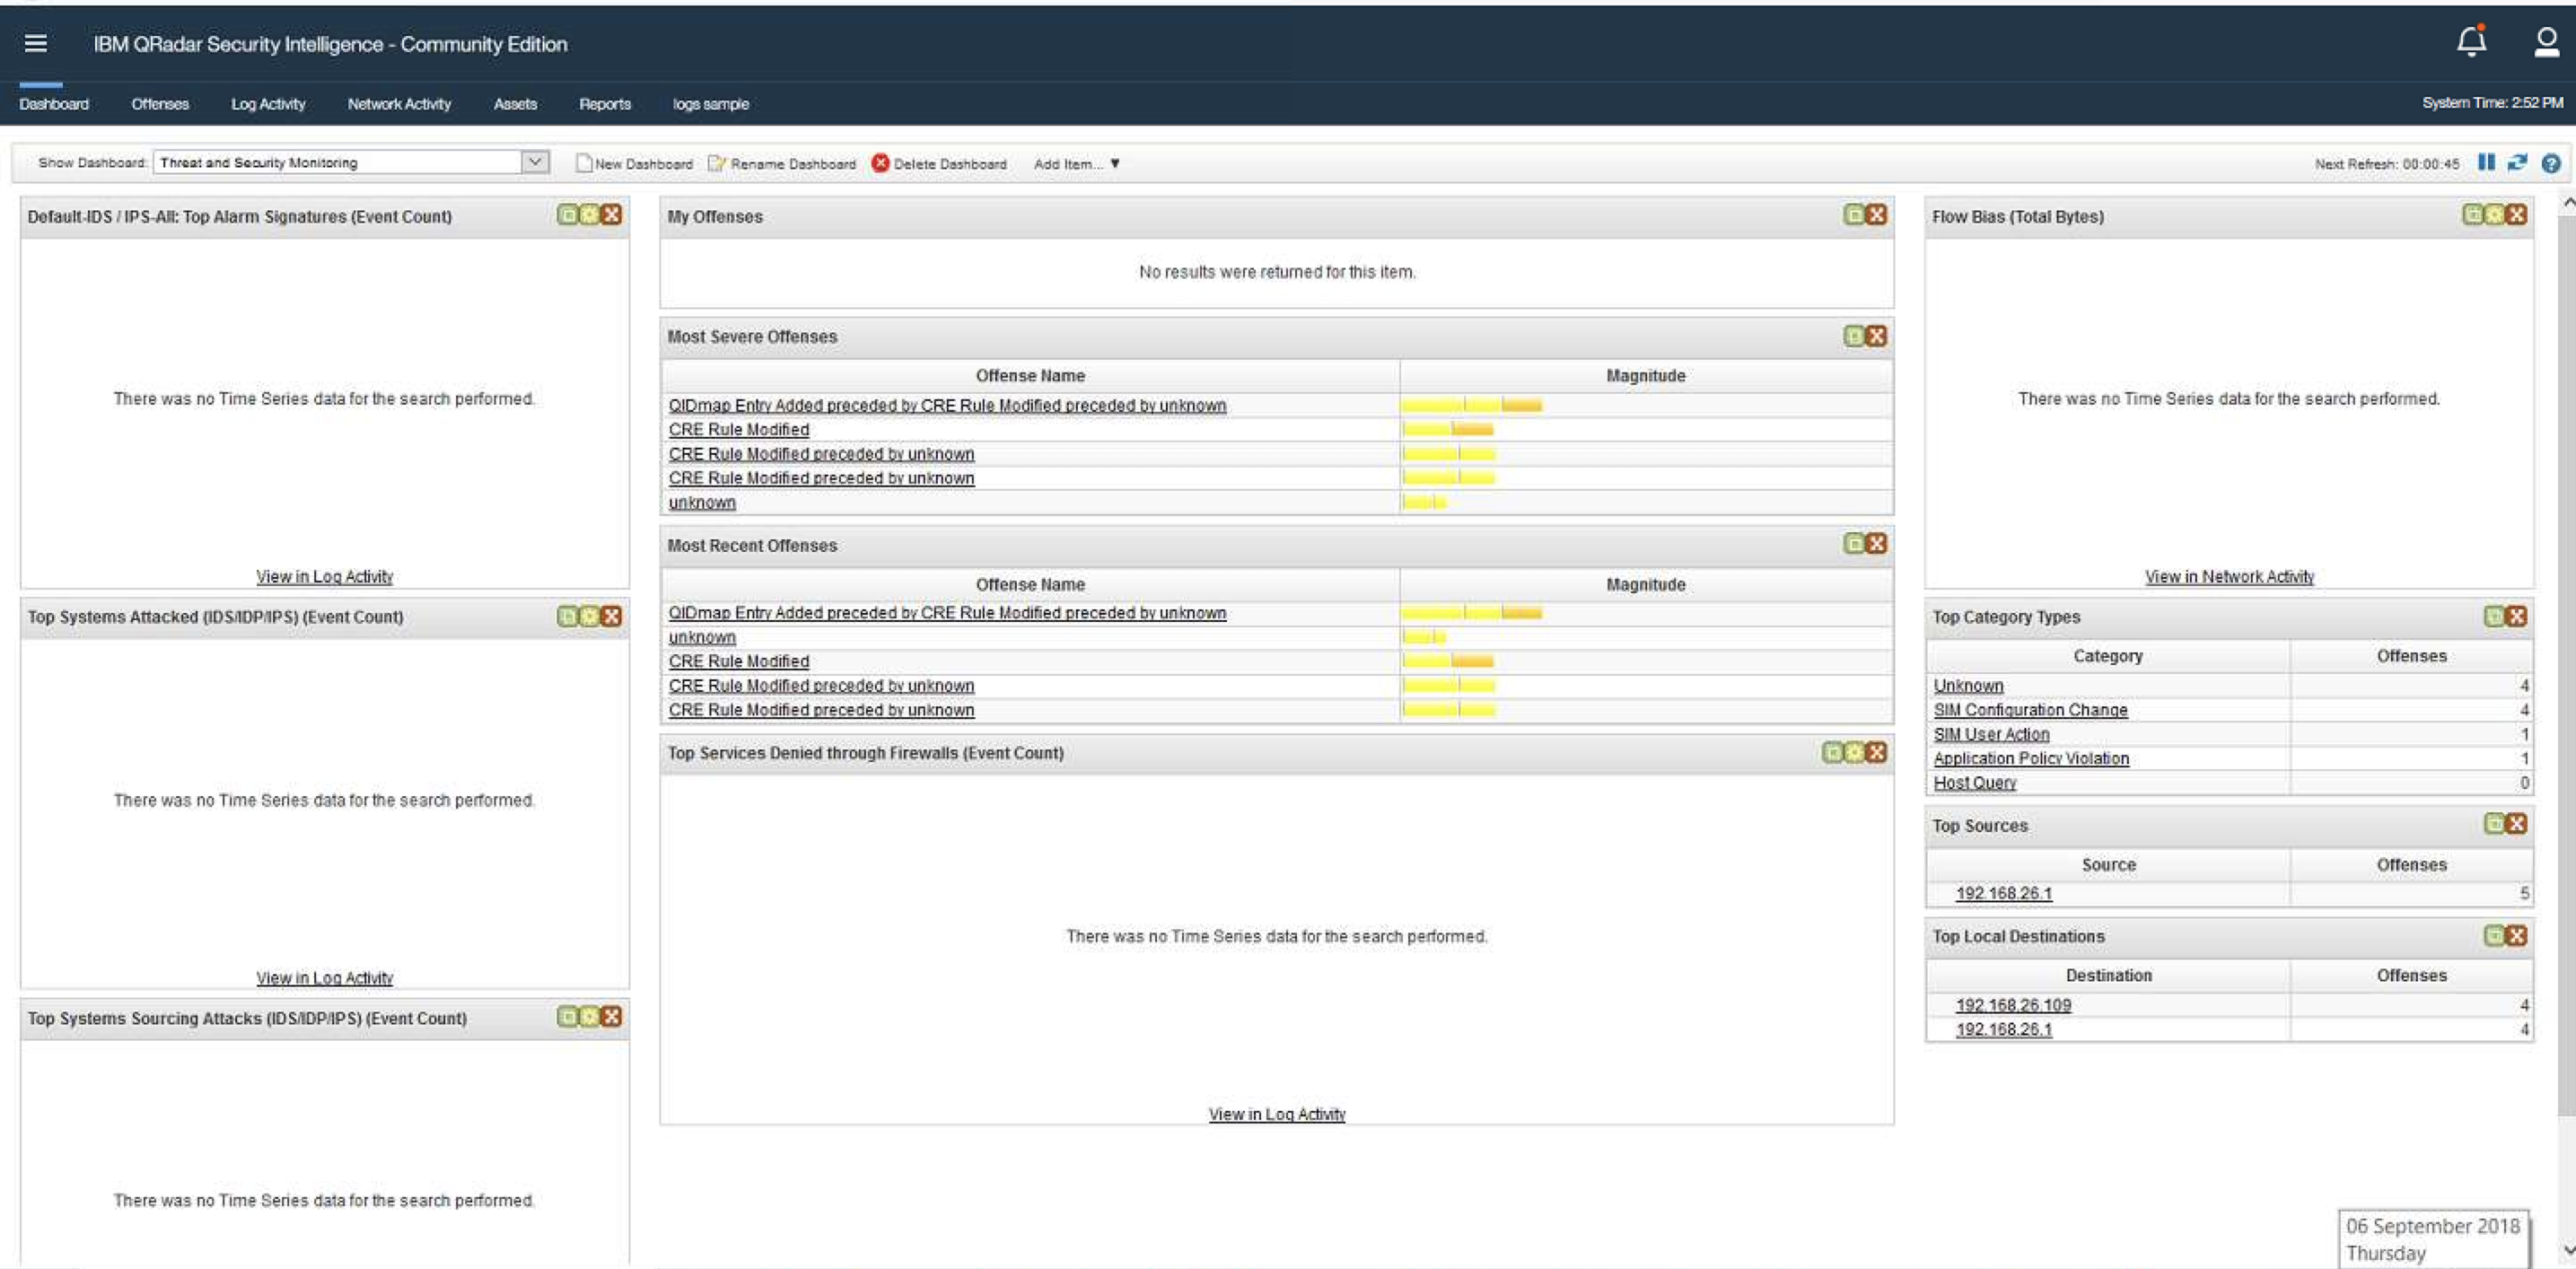 IBM QRadar Security Intelligence - Community Edition
Dashboard Offenses Log Activity Network Activity Assets Reports logs sample System Time: 2:52 PM
Show Dashboard: Threat and Security Monitoring New Dashboard Rename Dashboard Delete Dashboard Add Item... ▼ Next Refresh: 00:00:45
Default-IDS / IPS-All: Top Alarm Signatures (Event Count)
There was no Time Series data for the search performed.
View in Log Activity
Top Systems Attacked (IDS/IDP/IPS) (Event Count)
There was no Time Series data for the search performed.
View in Log Activity
Top Systems Sourcing Attacks (IDS/IDP/IPS) (Event Count)
There was no Time Series data for the search performed.
My Offenses
No results were returned for this item.
Most Severe Offenses
Offense Name Magnitude
QIDmap Entry Added preceded by CRE Rule Modified preceded by unknown
CRE Rule Modified
CRE Rule Modified preceded by unknown
CRE Rule Modified preceded by unknown
unknown
Most Recent Offenses
Offense Name Magnitude
QIDmap Entry Added preceded by CRE Rule Modified preceded by unknown
unknown
CRE Rule Modified
CRE Rule Modified preceded by unknown
CRE Rule Modified preceded by unknown
Top Services Denied through Firewalls (Event Count)
There was no Time Series data for the search performed.
View in Log Activity
Flow Bias (Total Bytes)
There was no Time Series data for the search performed.
View in Network Activity
Top Category Types
Category Offenses
Unknown 4
SIM Configuration Change 4
SIM User Action 1
Application Policy Violation 1
Host Query 0
Top Sources
Source Offenses
192.168.26.1 5
Top Local Destinations
Destination Offenses
192.168.26.109 4
192.168.26.1 4
06 September 2018
Thursday